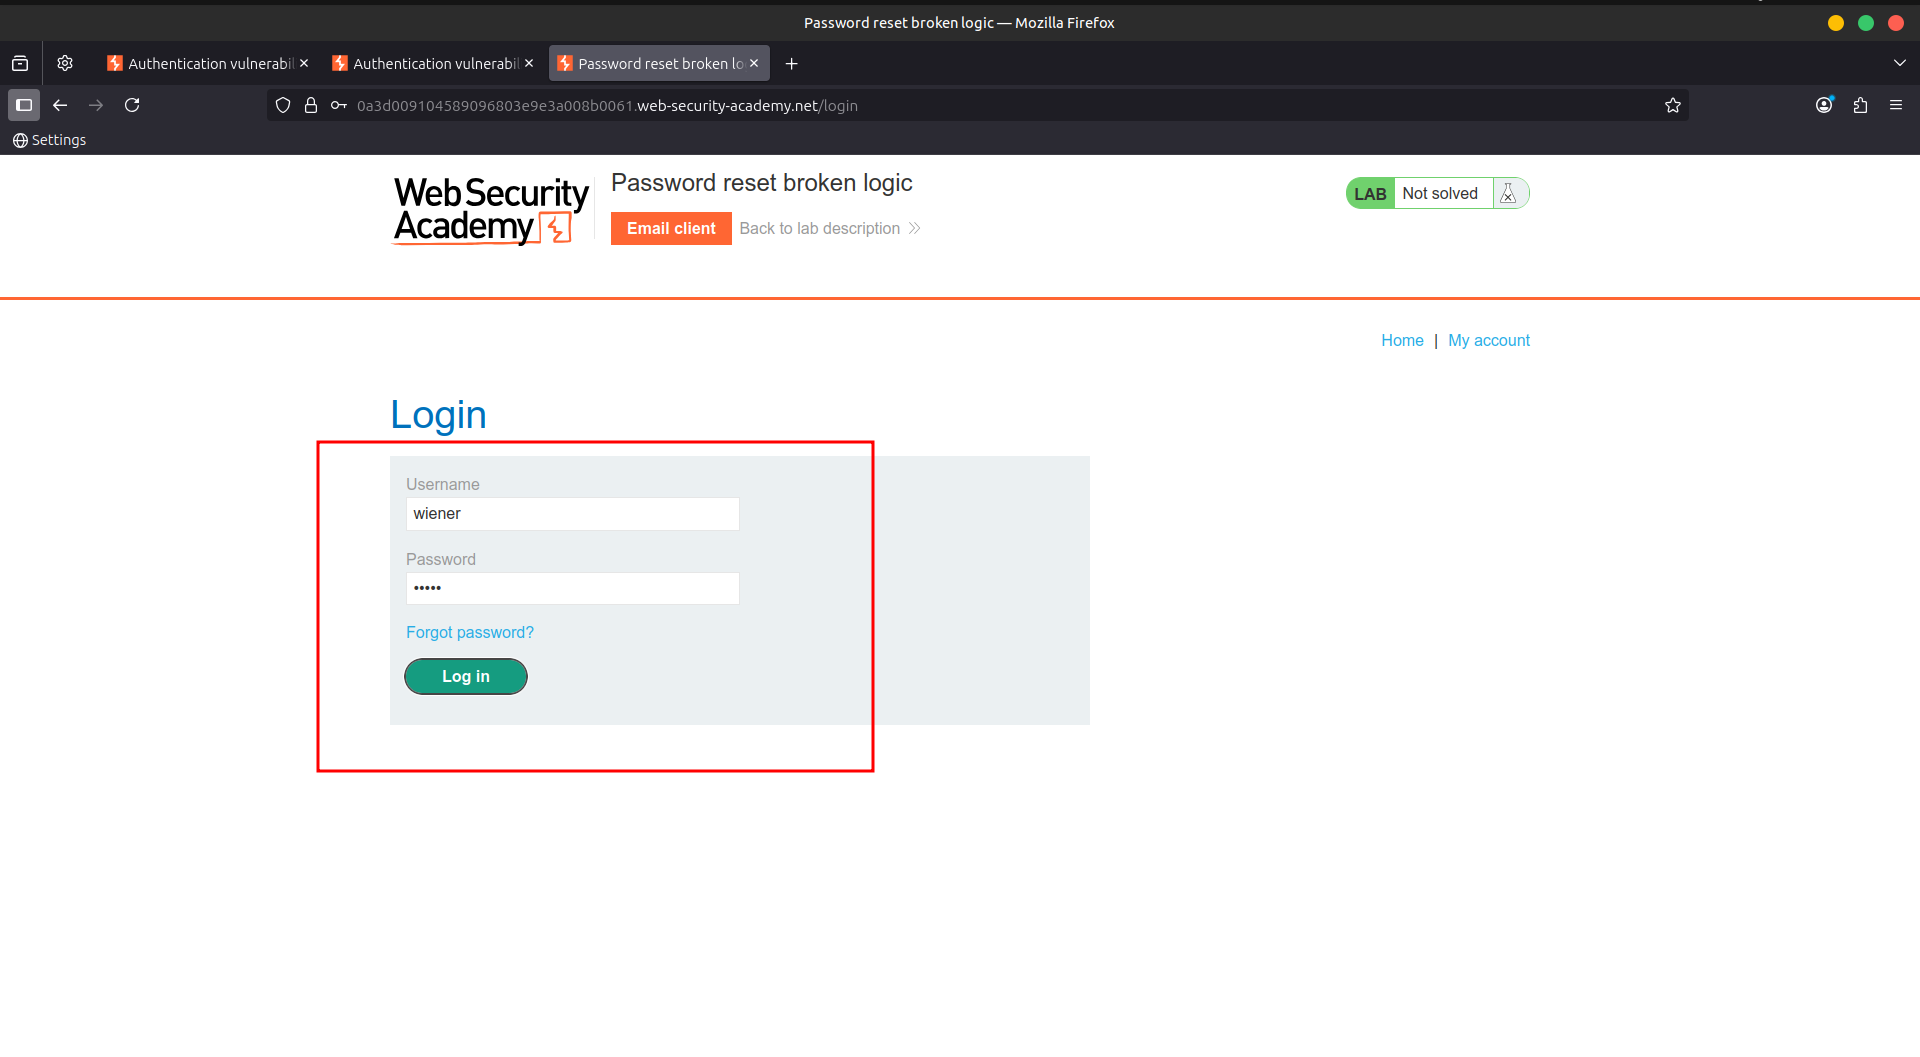 Password reset broken logic — Mozilla Firefox
Authentication vulnerabil
Authentication vulnerabil
Password reset broken lo
0a3d009104589096803e9e3a008b0061.web-security-academy.net/login
Settings
Web Security
Academy
Password reset broken logic
Email client
Back to lab description
LAB
Not solved
Home | My account
Login
Username
wiener
Password
•••••
Forgot password?
Log in